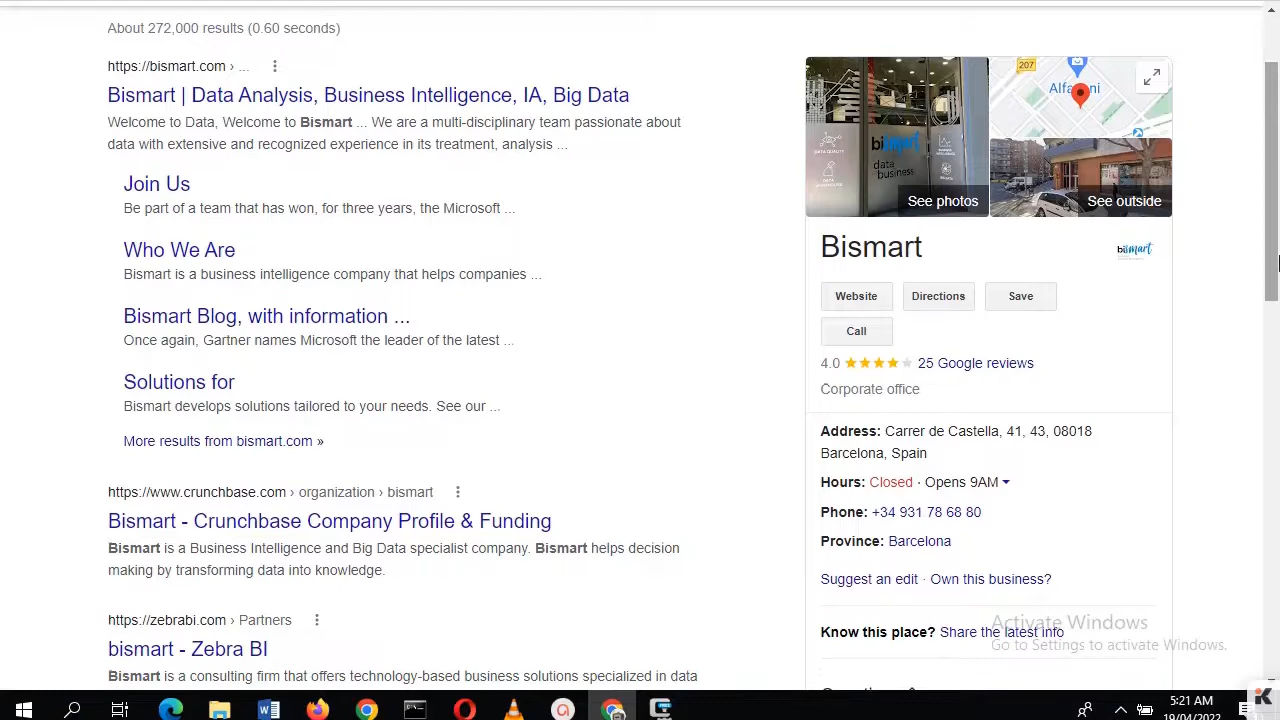 About 272,000 results (0.60 seconds)
https://bismart.com › ...
Bismart | Data Analysis, Business Intelligence, IA, Big Data
Welcome to Data. Welcome to Bismart ... We are a multi-disciplinary team passionate about
data with extensive and recognized experience in its treatment, analysis ...
Join Us
Be part of a team that has won, for three years, the Microsoft ...
Who We Are
Bismart is a business intelligence company that helps companies ...
Bismart Blog, with information ...
Once again, Gartner names Microsoft the leader of the latest ...
Solutions for
Bismart develops solutions tailored to your needs. See our ...
More results from bismart.com »
https://www.crunchbase.com › organization › bismart
Bismart - Crunchbase Company Profile & Funding
Bismart is a Business Intelligence and Big Data specialist company. Bismart helps decision
making by transforming data into knowledge.
https://zebrabi.com › Partners
bismart - Zebra BI
Bismart is a consulting firm that offers technology-based business solutions specialized in data
bismart
data
business
See photos
207
See outside
Bismart
bismart
Website
Directions
Save
Call
4.0
25 Google reviews
Corporate office
Address: Carrer de Castella, 41, 43, 08018
Barcelona, Spain
Hours: Closed · Opens 9AM
Phone: +34 931 78 68 80
Province: Barcelona
Suggest an edit · Own this business?
Know this place? Share the latest info
Activate Windows
Go to Settings to activate Windows.
5:21 AM
19/04/2022